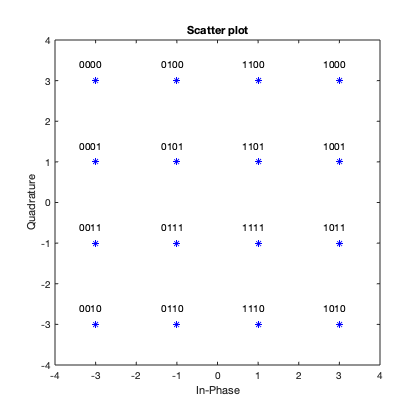 Scatter plot
4
0000 0100 1100 1000
3
2
0001 0101 1101 1001
1
0
0011 0111 1111 1011
-1
-2
0010 0110 1110 1010
-3
-4
-4 -3 -2 -1 0 1 2 3 4
In-Phase
Quadrature